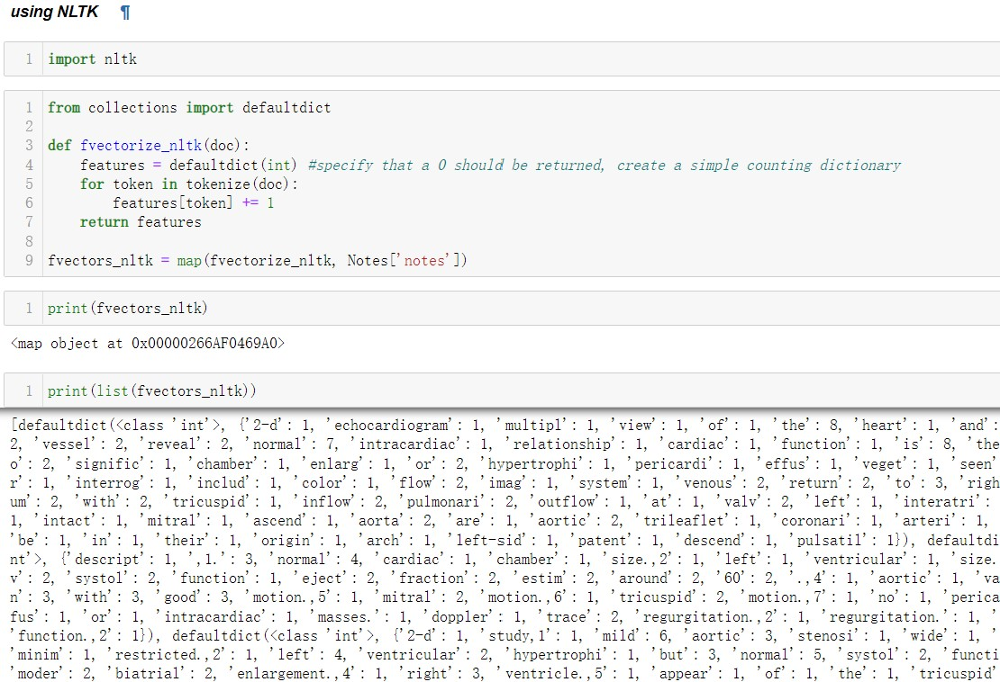 using NLTK ¶
1 import nltk
1 from collections import defaultdict
2
3 def fvectorize_nltk(doc):
4 features = defaultdict(int) #specify that a 0 should be returned, create a simple counting dictionary
5 for token in tokenize(doc):
6 features[token] += 1
7 return features
8
9 fvectors_nltk = map(fvectorize_nltk, Notes['notes'])
1 print(fvectors_nltk)
<map object at 0x00000266AF0469A0>
1 print(list(fvectors_nltk))
[defaultdict(<class 'int'>, {'2-d': 1, 'echocardiogram': 1, 'multipl': 1, 'view': 1, 'of': 1, 'the': 8, 'heart': 1, 'and':
2, 'vessel': 2, 'reveal': 2, 'normal': 7, 'intracardiac': 1, 'relationship': 1, 'cardiac': 1, 'function': 1, 'is': 8, 'the
o': 2, 'signific': 1, 'chamber': 1, 'enlarg': 1, 'or': 2, 'hypertrophi': 1, 'pericardi': 1, 'effus': 1, 'veget': 1, 'seen'
r': 1, 'interrog': 1, 'includ': 1, 'color': 1, 'flow': 2, 'imag': 1, 'system': 1, 'venous': 2, 'return': 2, 'to': 3, 'righ
um': 2, 'with': 2, 'tricuspid': 1, 'inflow': 2, 'pulmonari': 2, 'outflow': 1, 'at': 1, 'valv': 2, 'left': 1, 'interatri':
1, 'intact': 1, 'mitral': 1, 'ascend': 1, 'aorta': 2, 'are': 1, 'aortic': 2, 'trileaflet': 1, 'coronari': 1, 'arteri': 1,
'be': 1, 'in': 1, 'their': 1, 'origin': 1, 'arch': 1, 'left-sid': 1, 'patent': 1, 'descend': 1, 'pulsatil': 1}), defaultdi
nt'>, {'descript': 1, ',1.': 3, 'normal': 4, 'cardiac': 1, 'chamber': 1, 'size.,2': 1, 'left': 1, 'ventricular': 1, 'size.
v': 2, 'systol': 2, 'function': 1, 'eject': 2, 'fraction': 2, 'estim': 2, 'around': 2, '60': 2, '.,4': 1, 'aortic': 1, 'va
n': 3, 'with': 3, 'good': 3, 'motion.,5': 1, 'mitral': 2, 'motion.,6': 1, 'tricuspid': 2, 'motion.,7': 1, 'no': 1, 'perica
fus': 1, 'or': 1, 'intracardiac': 1, 'masses.': 1, 'doppler': 1, 'trace': 2, 'regurgitation.,2': 1, 'regurgitation.': 1, '
'function.,2': 1}), defaultdict(<class 'int'>, {'2-d': 1, 'study,1': 1, 'mild': 6, 'aortic': 3, 'stenosi': 1, 'wide': 1, '
'minim': 1, 'restricted.,2': 1, 'left': 4, 'ventricular': 2, 'hypertrophi': 1, 'but': 3, 'normal': 5, 'systol': 2, 'functi
'moder': 2, 'biatrial': 2, 'enlargement.,4': 1, 'right': 3, 'ventricle.,5': 1, 'appear': 1, 'of': 1, 'the': 1, 'tricuspid'